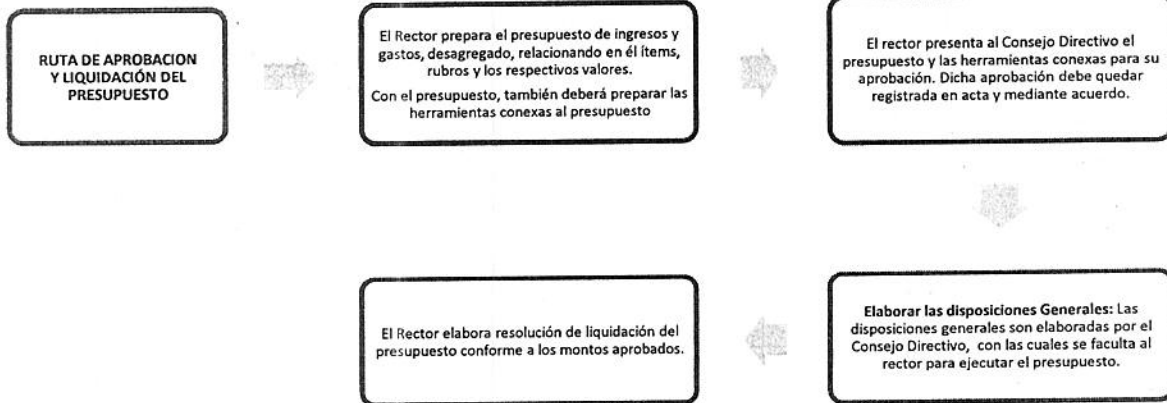 RUTA DE APROBACION
Y LIQUIDACIÓN DEL
PRESUPUESTO
El Rector prepara el presupuesto de ingresos y
gastos, desagregado, relacionando en él ítems,
rubros y los respectivos valores.
Con el presupuesto, también deberá preparar las
herramientas conexas al presupuesto
El rector presenta al Consejo Directivo el
presupuesto y las herramientas conexas para su
aprobación. Dicha aprobación debe quedar
registrada en acta y mediante acuerdo.
Elaborar las disposiciones Generales: Las
disposiciones generales son elaboradas por el
Consejo Directivo, con las cuales se faculta al
rector para ejecutar el presupuesto.
El Rector elabora resolución de liquidación del
presupuesto conforme a los montos aprobados.